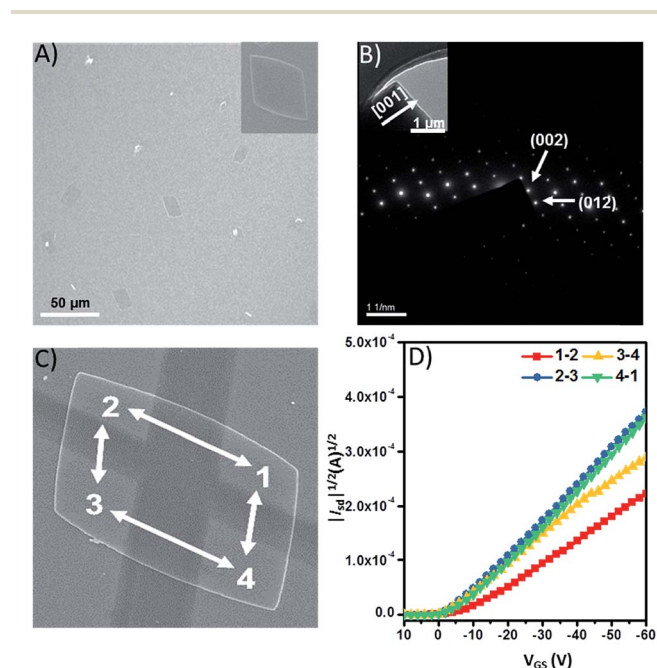 A)
50 μm
B)
[001]
1 μm
(002)
(012)
1 1/nm
C)
2
1
3
4
D)
5.0x10⁻⁴
4.0x10⁻⁴
3.0x10⁻⁴
2.0x10⁻⁴
1.0x10⁻⁴
0.0
|I_sd|^1/2(A)^1/2
1-2
3-4
2-3
4-1
10 0 -10 -20 -30 -40 -50 -60
V_GS (V)